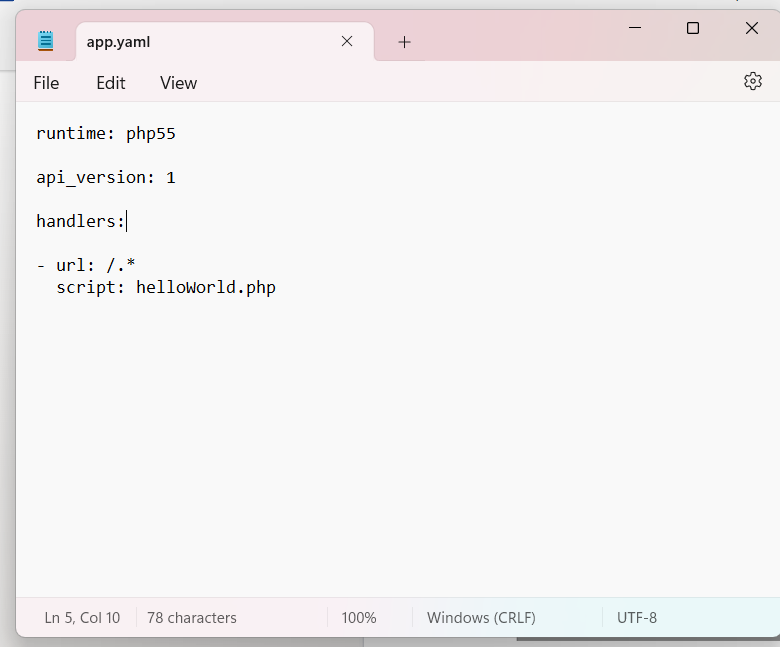 app.yaml
File Edit View
runtime: php55
api_version: 1
handlers:
- url: /.*
script: helloWorld.php
Ln 5, Col 10 78 characters 100% Windows (CRLF) UTF-8